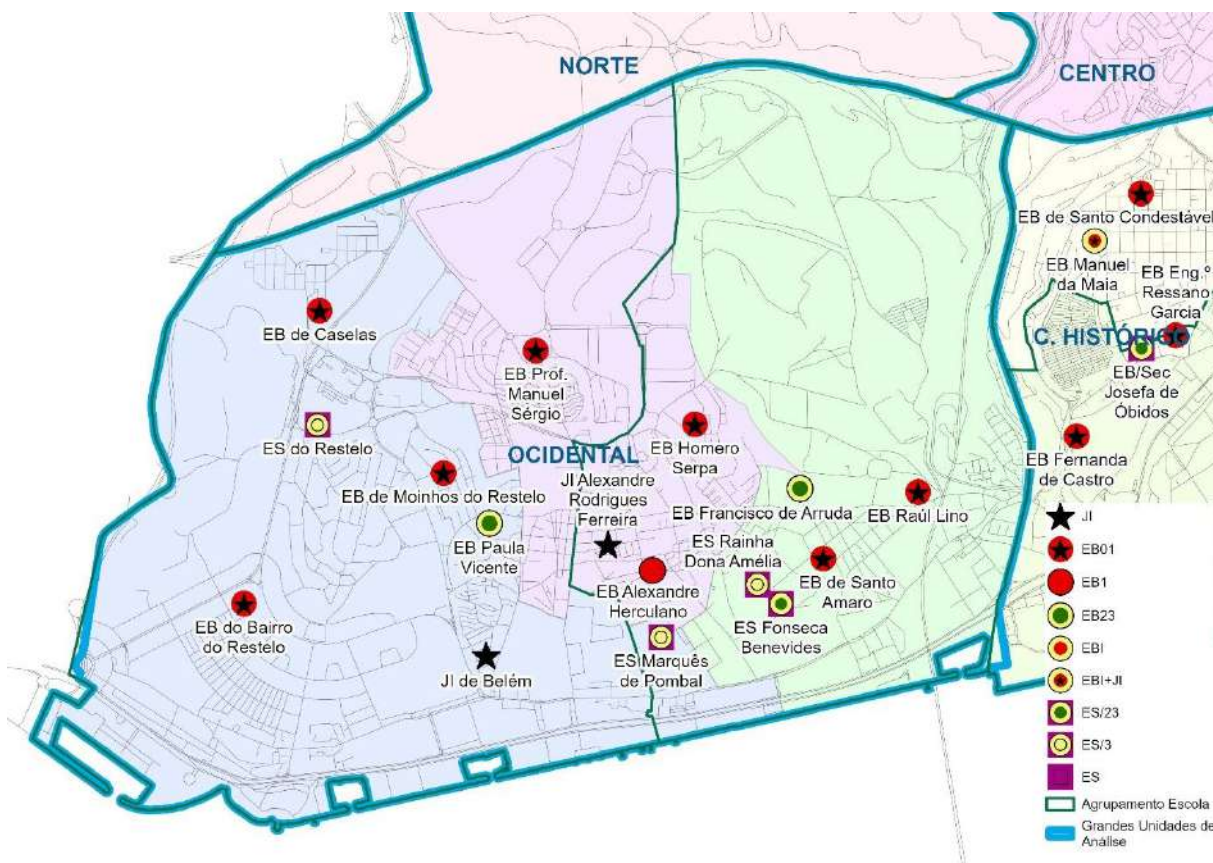 NORTE
CENTRO
EB de Santo Condestável
EB Manuel
da Maia
EB Eng.º
Ressano
Garcia
C. HISTÓRICO
EB/Sec
Josefa de
Óbidos
EB de Caselas
EB Prof.
Manuel
Sérgio
ES do Restelo
OCIDENTAL
EB Homero
Serpa
EB Fernanda
de Castro
EB de Moinhos do Restelo
JI Alexandre
Rodrigues
Ferreira
EB Francisco de Arruda
EB Raúl Lino
EB Paula
Vicente
ES Rainha
Dona Amélia
EB de Santo
Amaro
EB Alexandre
Herculano
ES Fonseca
Benevides
EB do Bairro
do Restelo
JI de Belém
ES Marquês
de Pombal
JI
EB01
EB1
EB23
EBI
EBI+JI
ES/23
ES/3
ES
Agrupamento Escola
Grandes Unidades de
Análise